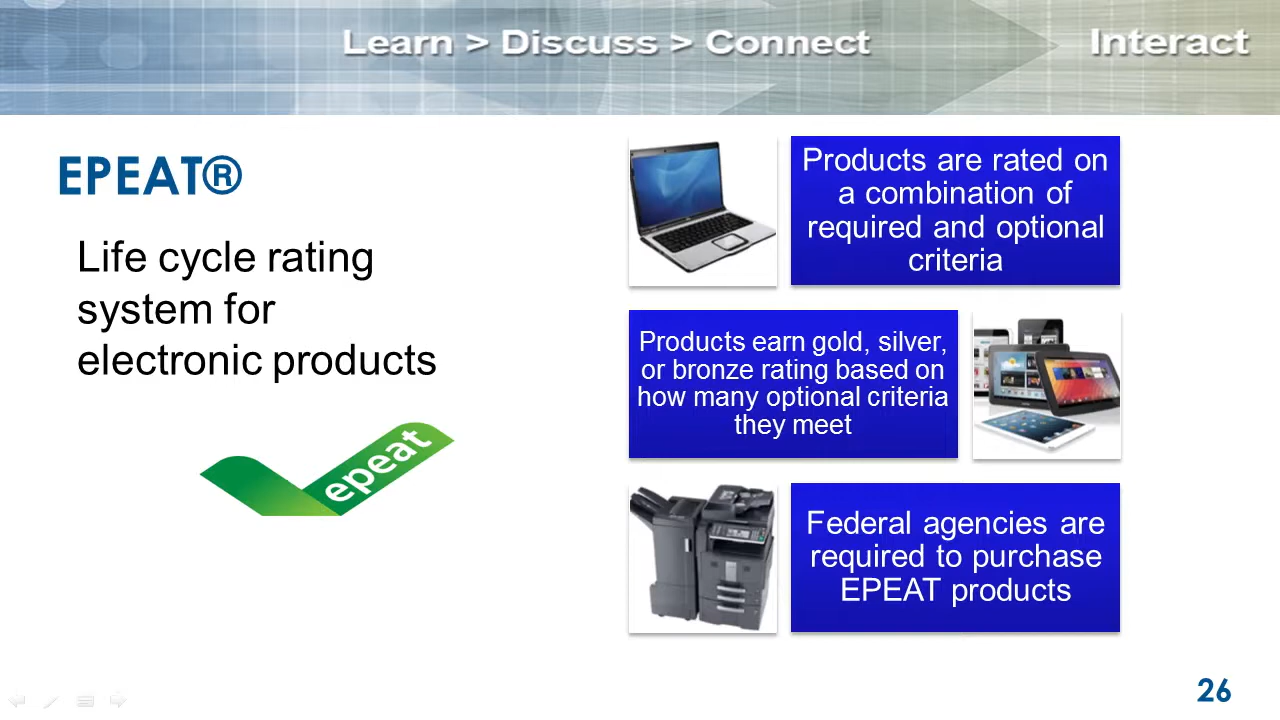 Learn > Discuss > Connect
Interact
EPEAT®
Life cycle rating
system for
electronic products
epeat
Products are rated on
a combination of
required and optional
criteria
Products earn gold, silver,
or bronze rating based on
how many optional criteria
they meet
Federal agencies are
required to purchase
EPEAT products
26